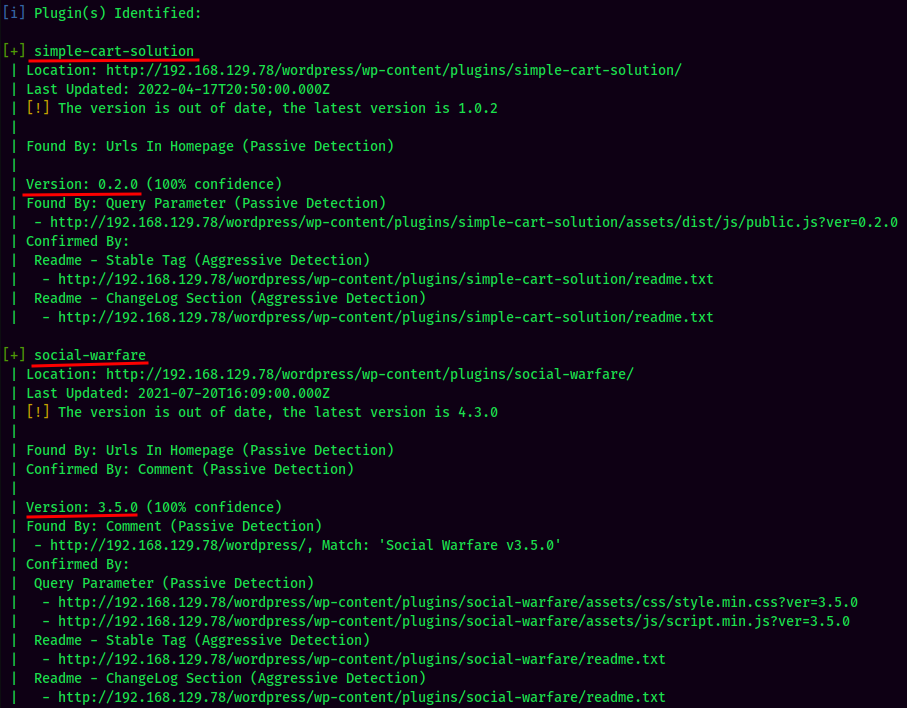 [i] Plugin(s) Identified:
[+] simple-cart-solution
| Location: http://192.168.129.78/wordpress/wp-content/plugins/simple-cart-solution/
| Last Updated: 2022-04-17T20:50:00.000Z
| [!] The version is out of date, the latest version is 1.0.2
|
| Found By: Urls In Homepage (Passive Detection)
|
| Version: 0.2.0 (100% confidence)
| Found By: Query Parameter (Passive Detection)
|  - http://192.168.129.78/wordpress/wp-content/plugins/simple-cart-solution/assets/dist/js/public.js?ver=0.2.0
| Confirmed By:
|  Readme - Stable Tag (Aggressive Detection)
|   - http://192.168.129.78/wordpress/wp-content/plugins/simple-cart-solution/readme.txt
|  Readme - ChangeLog Section (Aggressive Detection)
|   - http://192.168.129.78/wordpress/wp-content/plugins/simple-cart-solution/readme.txt
[+] social-warfare
| Location: http://192.168.129.78/wordpress/wp-content/plugins/social-warfare/
| Last Updated: 2021-07-20T16:09:00.000Z
| [!] The version is out of date, the latest version is 4.3.0
|
| Found By: Urls In Homepage (Passive Detection)
| Confirmed By: Comment (Passive Detection)
|
| Version: 3.5.0 (100% confidence)
| Found By: Comment (Passive Detection)
|  - http://192.168.129.78/wordpress/, Match: 'Social Warfare v3.5.0'
| Confirmed By:
|  Query Parameter (Passive Detection)
|   - http://192.168.129.78/wordpress/wp-content/plugins/social-warfare/assets/css/style.min.css?ver=3.5.0
|   - http://192.168.129.78/wordpress/wp-content/plugins/social-warfare/assets/js/script.min.js?ver=3.5.0
|  Readme - Stable Tag (Aggressive Detection)
|   - http://192.168.129.78/wordpress/wp-content/plugins/social-warfare/readme.txt
|  Readme - ChangeLog Section (Aggressive Detection)
|   - http://192.168.129.78/wordpress/wp-content/plugins/social-warfare/readme.txt